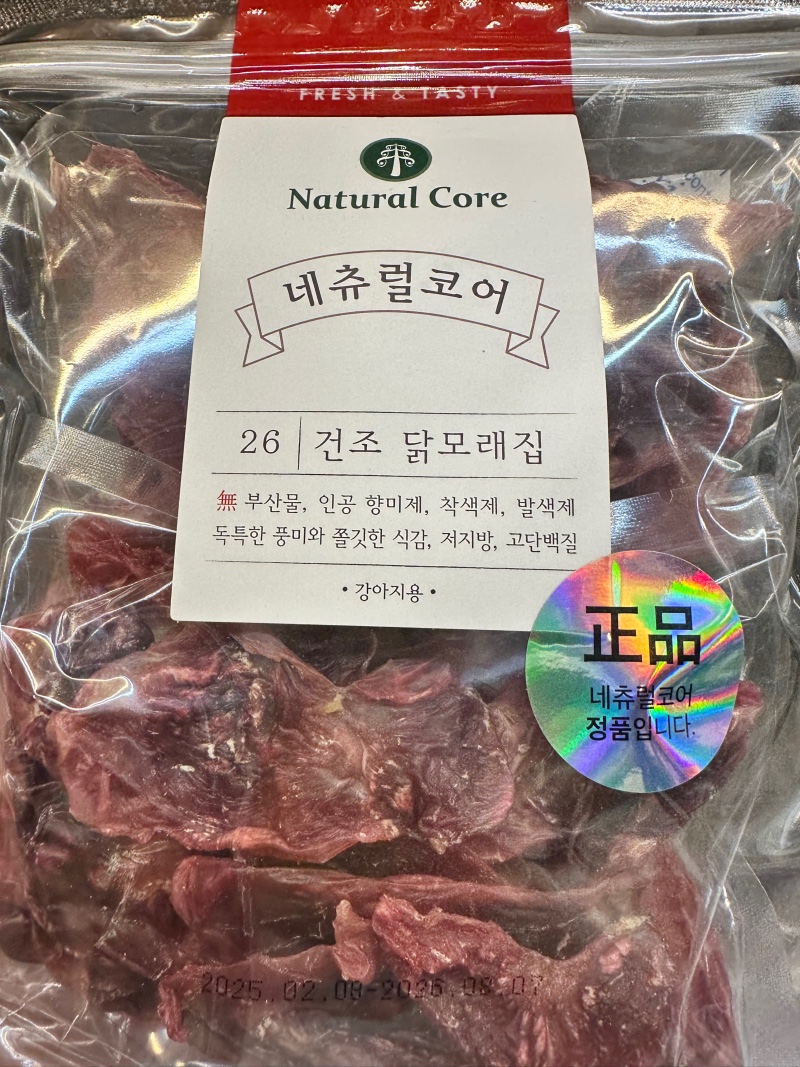 FRESH & TASTY
Natural Core
네츄럴코어
26 건조 닭모래집
無 부산물, 인공 향미제, 착색제, 발색제
독특한 풍미와 쫄깃한 식감, 저지방, 고단백질
• 강아지용 •
正品
네츄럴코어
정품입니다.
2025.02.08-2026.08.07